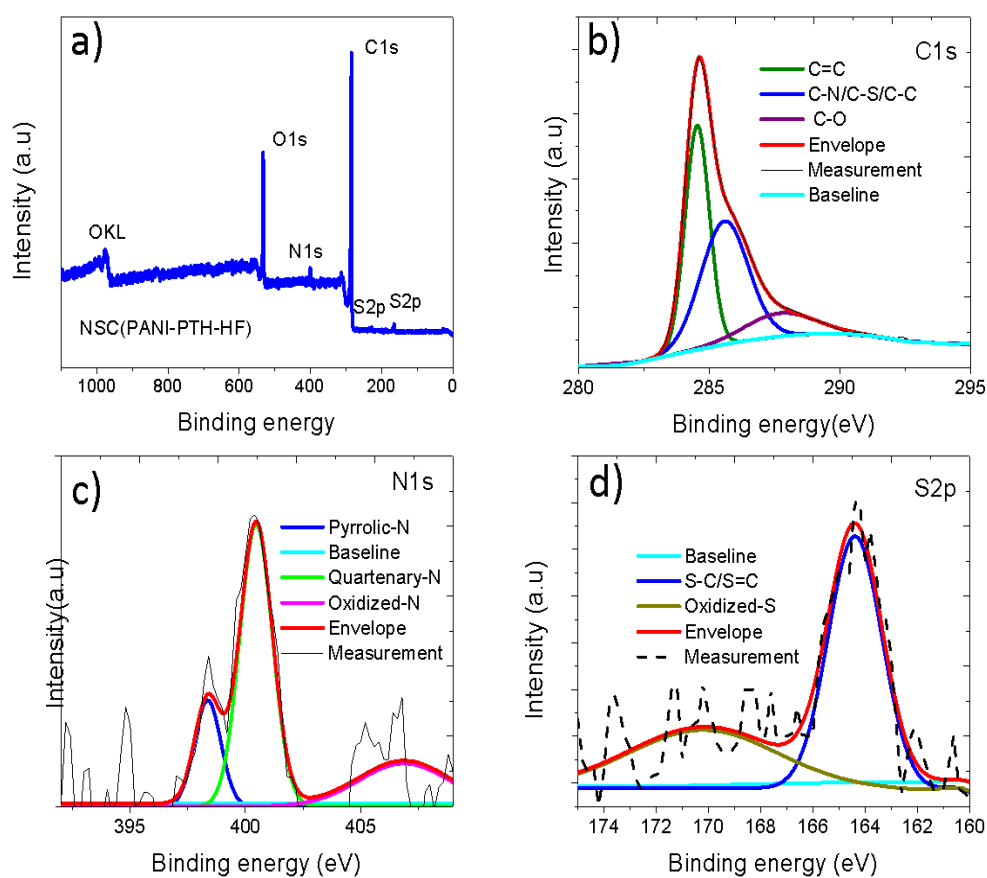 a)
C1s
O1s
OKL
N1s
S2p
S2p
NSC(PANI-PTH-HF)
Intensity (a.u)
1000
800
600
400
200
0
Binding energy
b)
C1s
C=C
C-N/C-S/C-C
C-O
Envelope
Measurement
Baseline
Intensity (a.u)
280
285
290
295
Binding energy(eV)
c)
N1s
Pyrrolic-N
Baseline
Quartenary-N
Oxidized-N
Envelope
Measurement
Intensity(a.u)
395
400
405
Binding energy (eV)
d)
S2p
Baseline
S-C/S=C
Oxidized-S
Envelope
Measurement
Intensity (a.u)
174
172
170
168
166
164
162
160
Binding energy (eV)